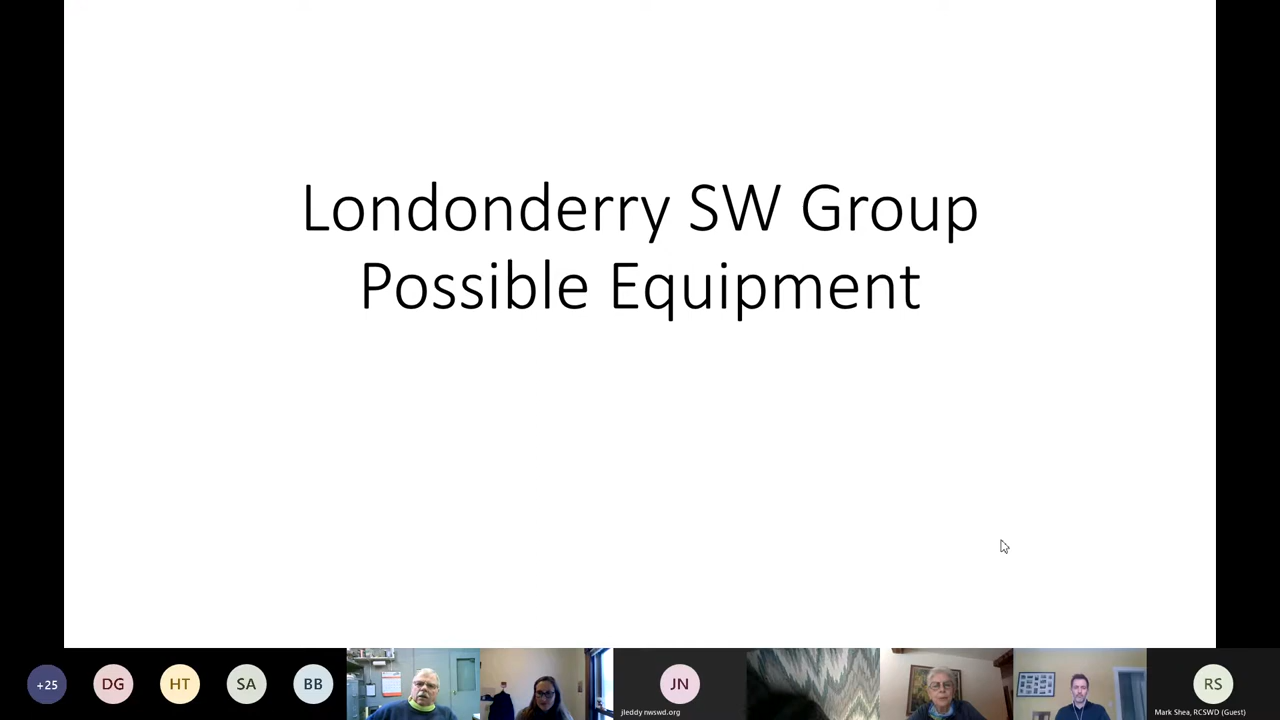 Londonderry SW Group
Possible Equipment
+25
DG
HT
SA
BB
JN
jleddy nwswd.org
RS
Mark Shea, RCSWD (Guest)